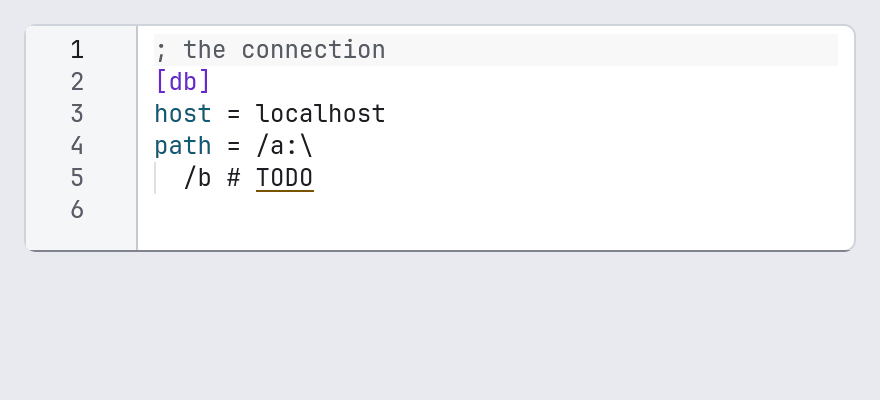 1 ; the connection
2 [db]
3 host = localhost
4 path = /a:\
5   /b # TODO
6